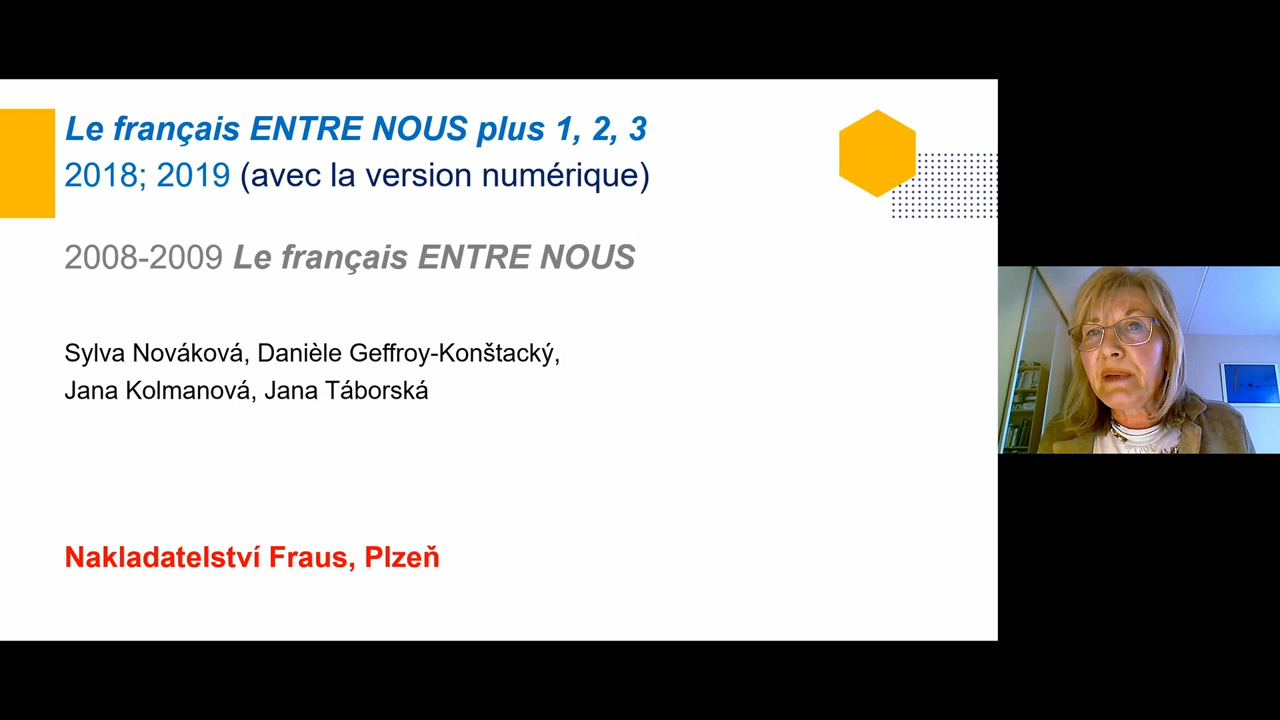 Le français ENTRE NOUS plus 1, 2, 3
2018; 2019 (avec la version numérique)
2008-2009 Le français ENTRE NOUS
Sylva Nováková, Danièle Geffroy-Konštacký,
Jana Kolmanová, Jana Táborská
Nakladatelství Fraus, Plzeň